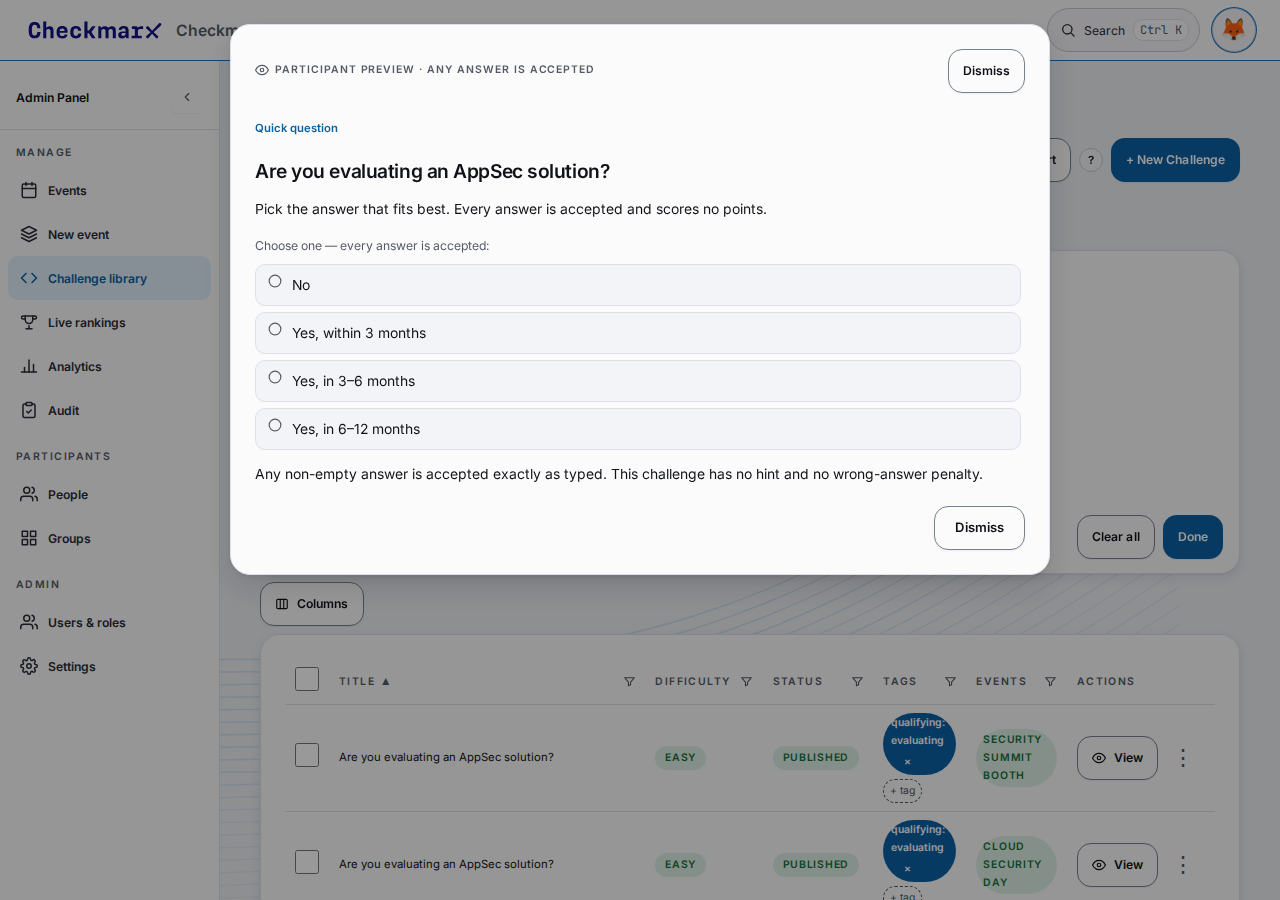 Checkmarx
Search Ctrl K
PARTICIPANT PREVIEW · ANY ANSWER IS ACCEPTED
Dismiss
Quick question
Are you evaluating an AppSec solution?
Pick the answer that fits best. Every answer is accepted and scores no points.
Choose one — every answer is accepted:
No
Yes, within 3 months
Yes, in 3–6 months
Yes, in 6–12 months
Any non-empty answer is accepted exactly as typed. This challenge has no hint and no wrong-answer penalty.
Dismiss
Admin Panel
MANAGE
Events
New event
Challenge library
Live rankings
Analytics
Audit
PARTICIPANTS
People
Groups
ADMIN
Users & roles
Settings
?
+ New Challenge
Clear all
Done
Columns
TITLE ▲ DIFFICULTY STATUS TAGS EVENTS ACTIONS
Are you evaluating an AppSec solution?
EASY
PUBLISHED
qualifying:
evaluating
×
+ tag
SECURITY
SUMMIT
BOOTH
View
Are you evaluating an AppSec solution?
EASY
PUBLISHED
qualifying:
evaluating
×
+ tag
CLOUD
SECURITY
DAY
View